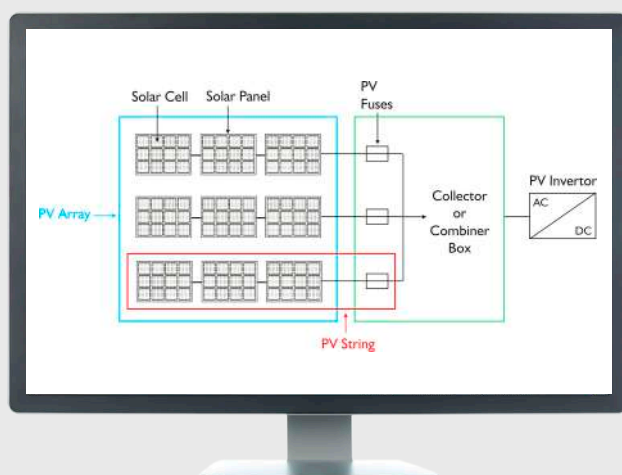 Solar Cell
Solar Panel
PV
Fuses
PV Array
Collector
or
Combiner
Box
PV Invertor
AC
DC
PV String